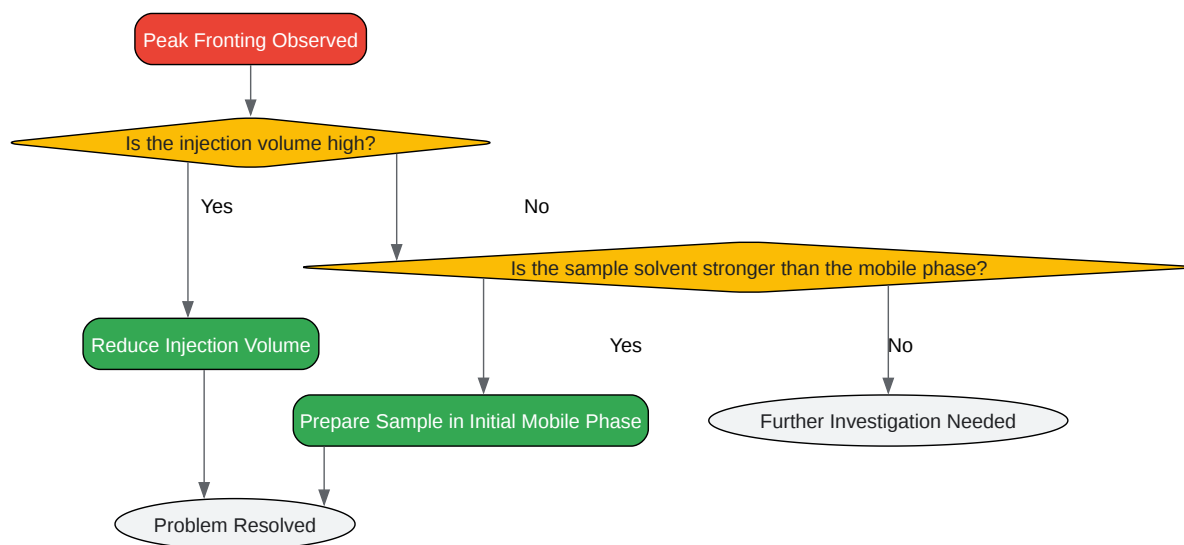 Peak Fronting Observed
Is the injection volume high?
Yes
No
Is the sample solvent stronger than the mobile phase?
Reduce Injection Volume
Yes
No
Prepare Sample in Initial Mobile Phase
Further Investigation Needed
Problem Resolved